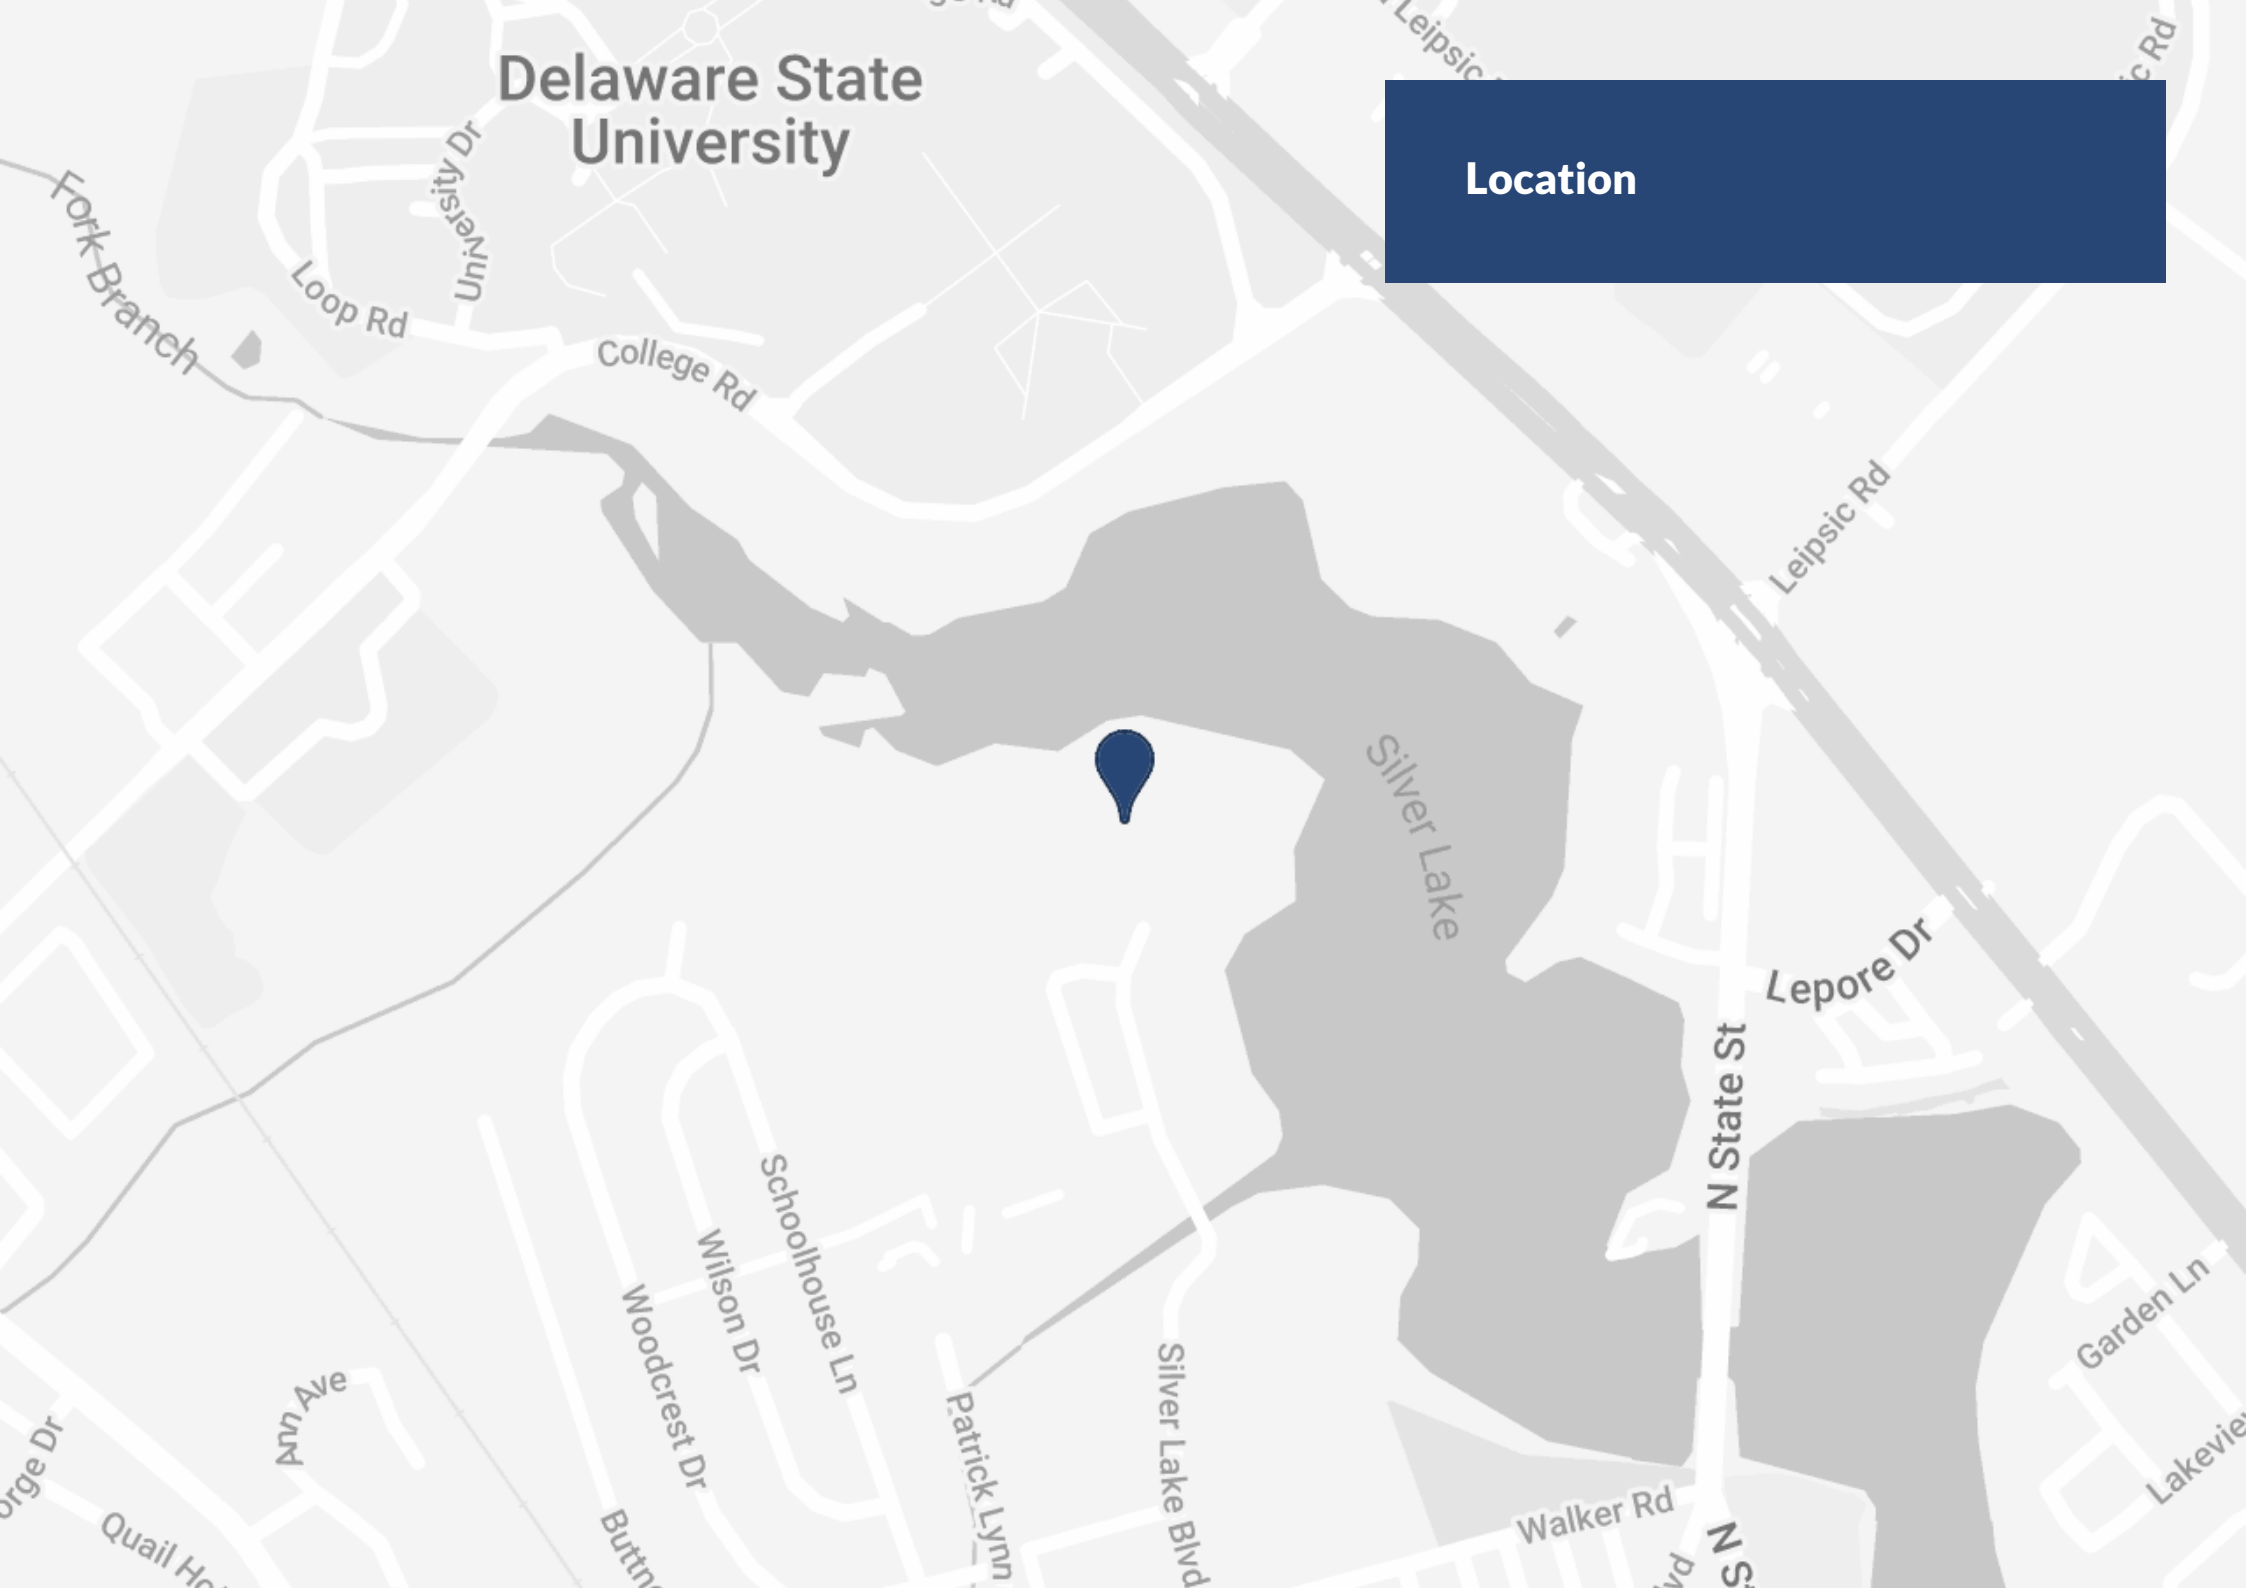 Leipsic
Delaware State
University
Location
University Dr
Fork Branch
Loop Rd
College Rd
Leipsic Rd
Silver Lake
Lepore Dr
N State St
Schoolhouse Ln
Wilson Dr
Woodcrest Dr
Garden Ln
Ann Ave
Silver Lake Blvd
Patrick Lynn
Walker Rd
Quail
N